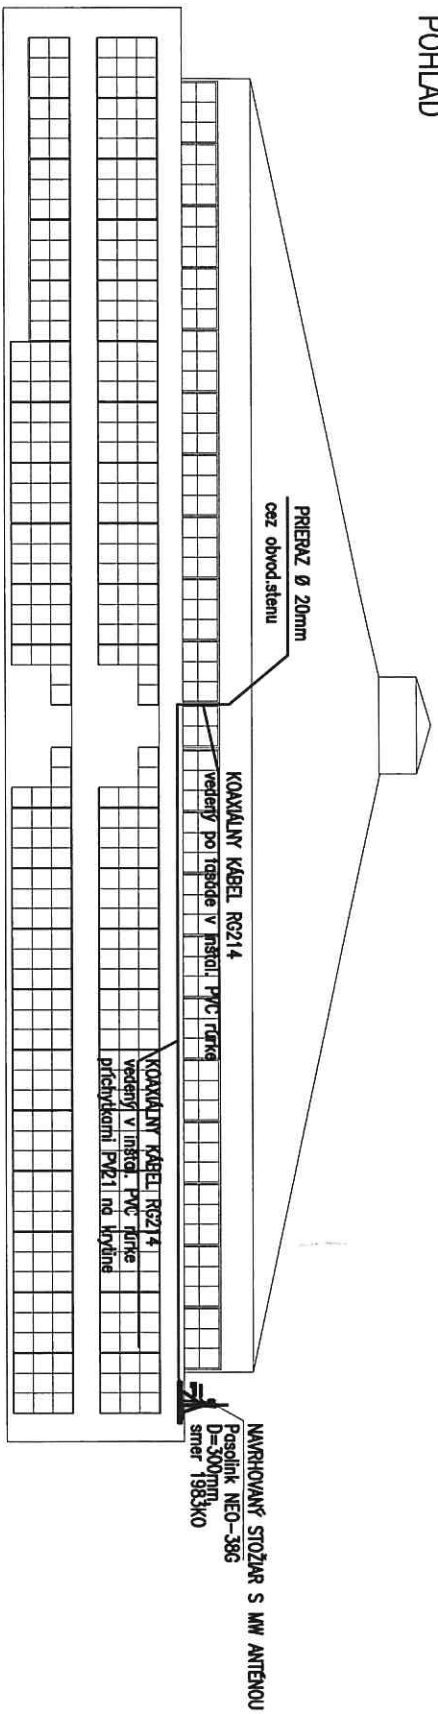 POHĽAD
PRIERAZ Ø 20mm
cez obvod.stenu
KOAXIÁLNY KÁBEL RG214
vedený po fasáde v inštal. PVC rúrke
KOAXIÁLNY KÁBEL RG214
vedený v inštal. PVC rúrke
príchytkami PV21 na krytine
NAVRHOVANÝ STOŽIAR S MW ANTÉNOU
Pasolink NEO-38G
D=300mm,
smer 1983KO